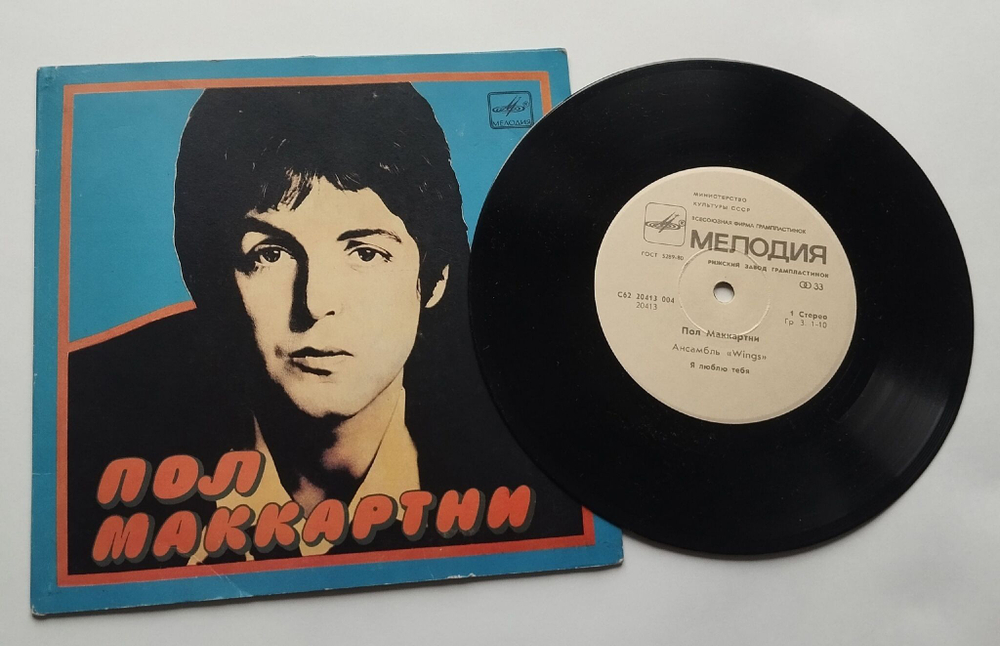 МЕЛОДИЯ
ПОЛ
МАККАРТНИ
МИНИСТЕРСТВО
КУЛЬТУРЫ СССР
ВСЕСОЮЗНАЯ ФИРМА ГРАМПЛАСТИНОК
МЕЛОДИЯ
ГОСТ 5289-80
РИЖСКИЙ ЗАВОД ГРАМПЛАСТИНОК
33
С62 20413 004
20413
1 Стерео
Гр. 3. 1-10
Пол Маккартни
Ансамбль «Wings»
Я люблю тебя